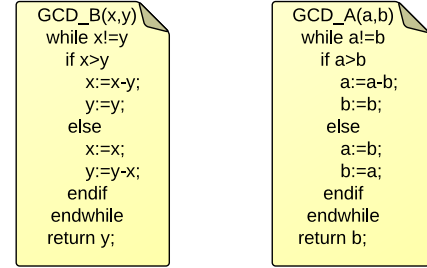 GCD_B(x,y)
while x!=y
if x>y
x:=x-y;
y:=y;
else
x:=x;
y:=y-x;
endif
endwhile
return y;
GCD_A(a,b)
while a!=b
if a>b
a:=a-b;
b:=b;
else
a:=b;
b:=a;
endif
endwhile
return b;